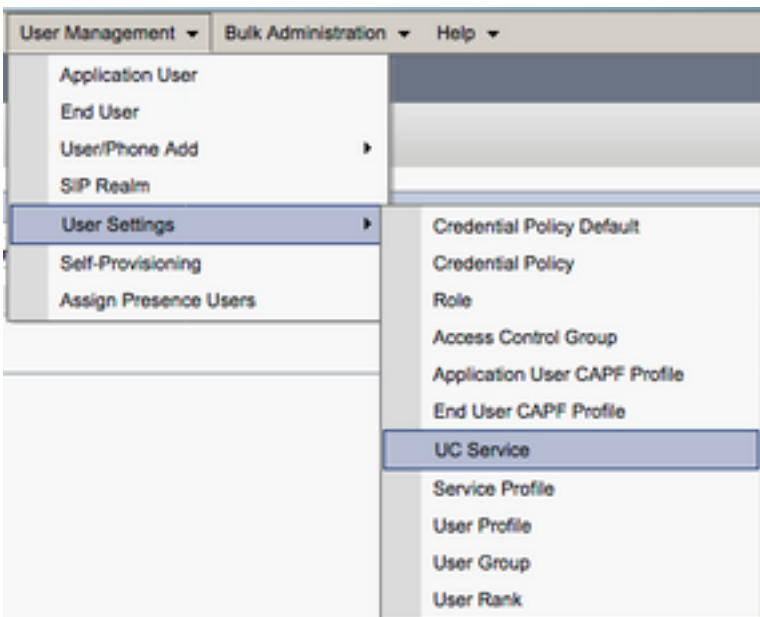 User Management Bulk Administration Help
Application User
End User
User/Phone Add
SIP Realm
User Settings
Self-Provisioning
Assign Presence Users
Credential Policy Default
Credential Policy
Role
Access Control Group
Application User CAPF Profile
End User CAPF Profile
UC Service
Service Profile
User Profile
User Group
User Rank